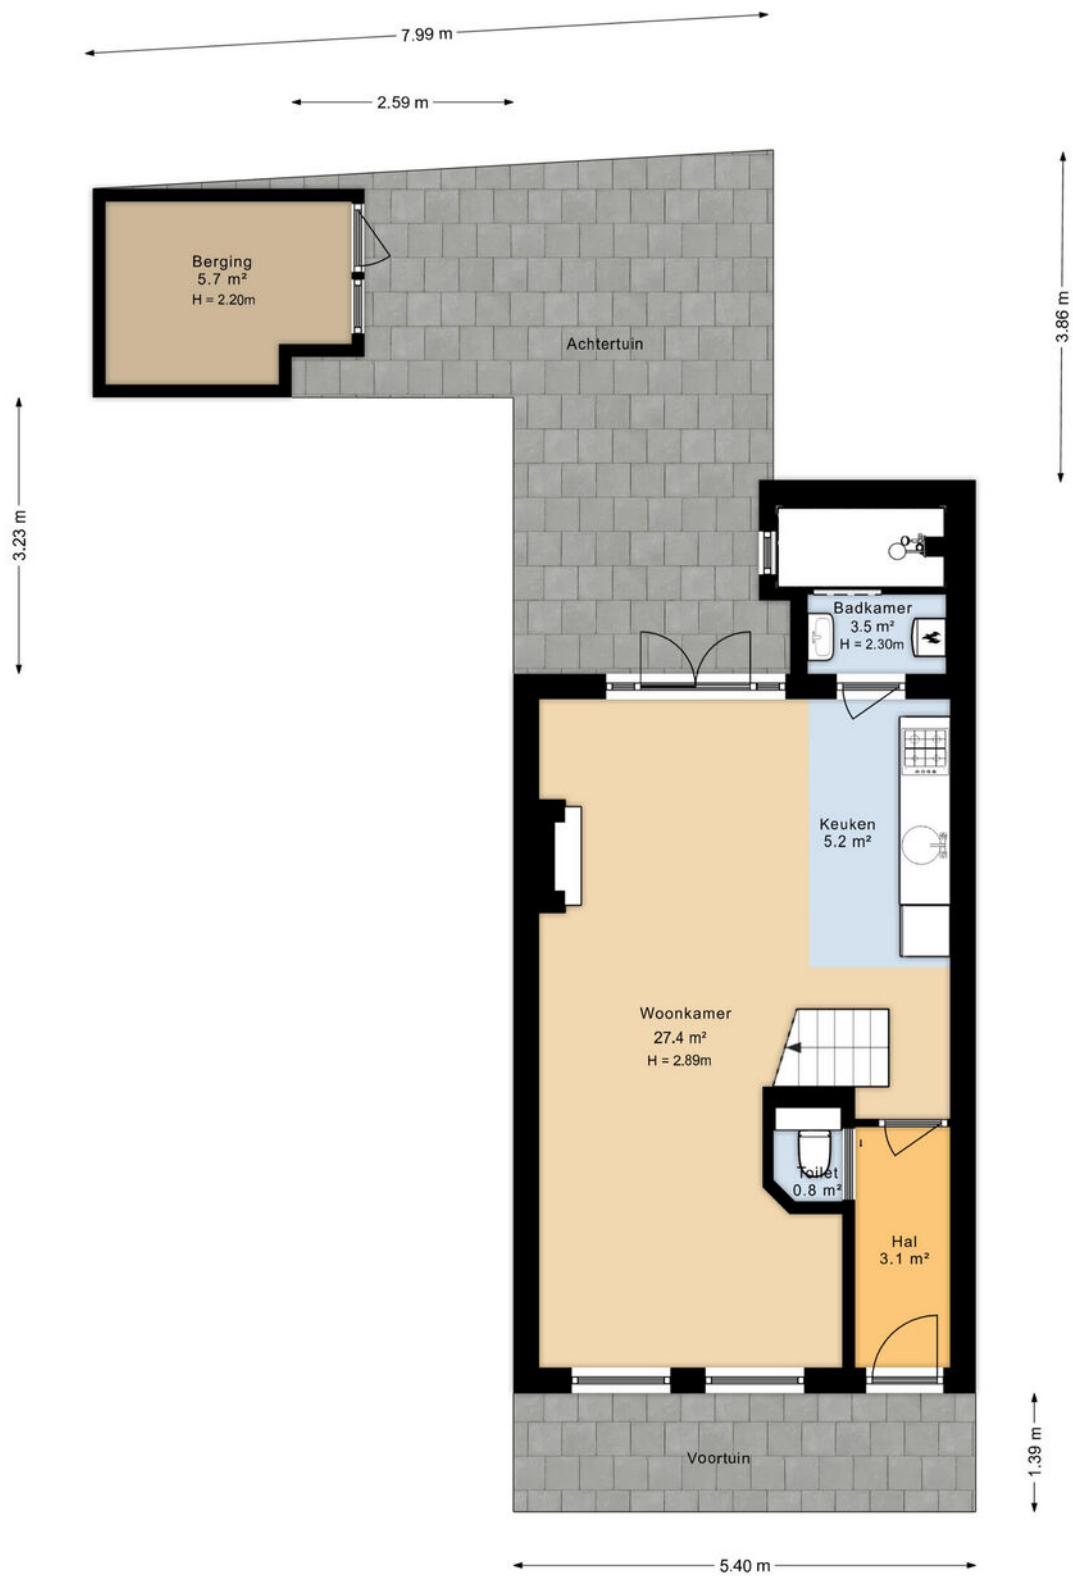 7.99 m
2.59 m
Berging
5.7 m²
H = 2.20m
3.86 m
Achtertuin
3.23 m
Badkamer
3.5 m²
H = 2.30m
Keuken
5.2 m²
Woonkamer
27.4 m²
H = 2.89m
Toilet
0.8 m²
Hal
3.1 m²
Voortuin
1.39 m
5.40 m